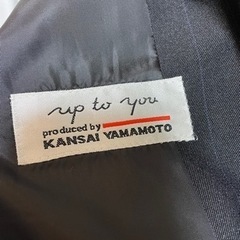 up to you
produced by
KANSAI YAMAMOTO